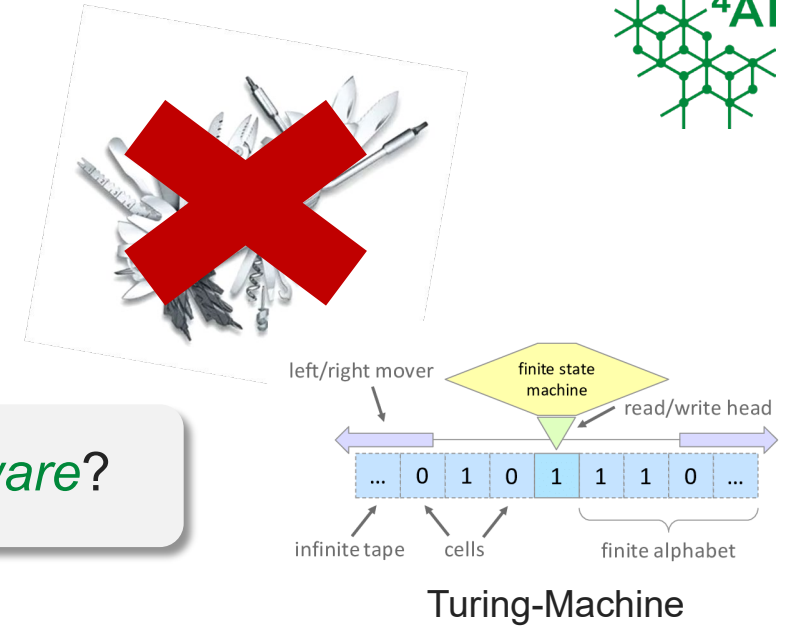 ⁴AI
left/right mover
finite state
machine
read/write head
... 0 1 0 1 1 1 0 ...
are?
infinite tape
cells
finite alphabet
Turing-Machine